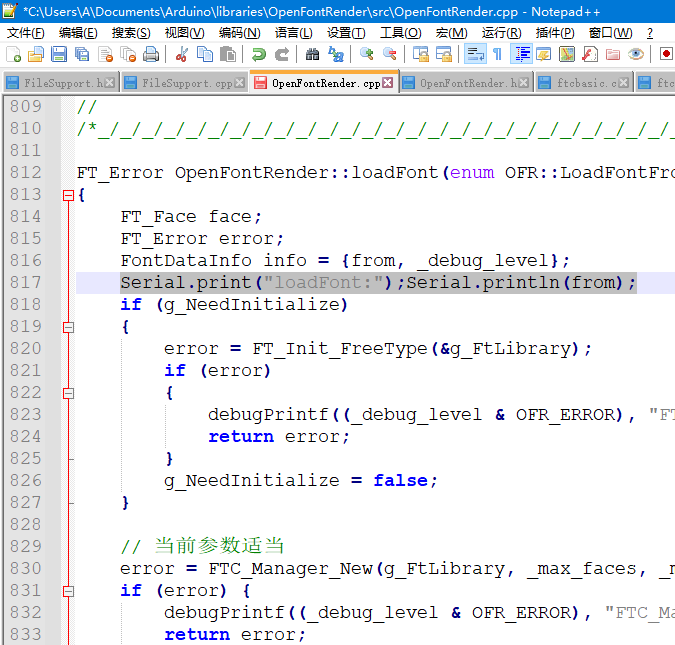 *C:\Users\A\Documents\Arduino\libraries\OpenFontRender\src\OpenFontRender.cpp - Notepad++
文件(F) 编辑(E) 搜索(S) 视图(V) 编码(N) 语言(L) 设置(T) 工具(O) 宏(M) 运行(R) 插件(P) 窗口(W) ?
FileSupport.h FileSupport.cpp OpenFontRender.cpp OpenFontRender.h ftcbasic.c ftc
809 //
810 /*_/_/_/_/_/_/_/_/_/_/_/_/_/_/_/_/_/_/_/_/_/_/_/_/_/_/_
811
812 FT_Error OpenFontRender::loadFont(enum OFR::LoadFontFro
813 {
814 FT_Face face;
815 FT_Error error;
816 FontDataInfo info = {from, _debug_level};
817 Serial.print("loadFont:");Serial.println(from);
818 if (g_NeedInitialize)
819 {
820 error = FT_Init_FreeType(&g_FtLibrary);
821 if (error)
822 {
823 debugPrintf((_debug_level & OFR_ERROR), "FT
824 return error;
825 }
826 g_NeedInitialize = false;
827 }
828
829 // 当前参数适当
830 error = FTC_Manager_New(g_FtLibrary, _max_faces, _m
831 if (error) {
832 debugPrintf((_debug_level & OFR_ERROR), "FTC_Ma
833 return error;